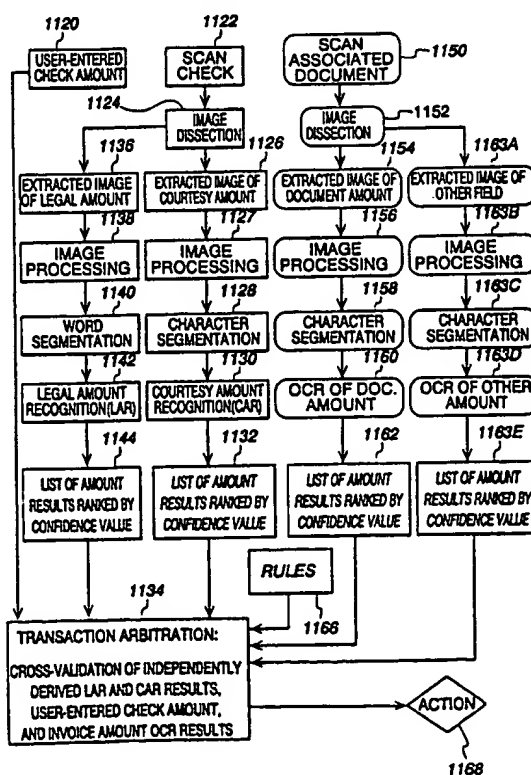 1120
USER-ENTERED
CHECK AMOUNT
1122
SCAN
CHECK
SCAN
ASSOCIATED
DOCUMENT
1150
1124
IMAGE
DISSECTION
IMAGE
DISSECTION
1152
1136
EXTRACTED IMAGE
OF LEGAL AMOUNT
1126
EXTRACTED IMAGE OF
COURTESY AMOUNT
1154
EXTRACTED IMAGE OF
DOCUMENT AMOUNT
1163A
EXTRACTED IMAGE OF
OTHER FIELD
1138
IMAGE
PROCESSING
1127
IMAGE
PROCESSING
1156
IMAGE
PROCESSING
1163B
IMAGE
PROCESSING
1140
WORD
SEGMENTATION
1128
CHARACTER
SEGMENTATION
1158
CHARACTER
SEGMENTATION
1163C
CHARACTER
SEGMENTATION
1142
LEGAL AMOUNT
RECOGNITION(LAR)
1130
COURTESY AMOUNT
RECOGNITION(CAR)
1160
OCR OF DOC.
AMOUNT
1163D
OCR OF OTHER
AMOUNT
1144
LIST OF AMOUNT
RESULTS RANKED BY
CONFIDENCE VALUE
1132
LIST OF AMOUNT
RESULTS RANKED BY
CONFIDENCE VALUE
1162
LIST OF AMOUNT
RESULTS RANKED BY
CONFIDENCE VALUE
1163E
LIST OF AMOUNT
RESULTS RANKED BY
CONFIDENCE VALUE
RULES
1166
1134
TRANSACTION ARBITRATION:
CROSS-VALIDATION OF INDEPENDENTLY
DERIVED LAR AND CAR RESULTS,
USER-ENTERED CHECK AMOUNT,
AND INVOICE AMOUNT OCR RESULTS
ACTION
1168